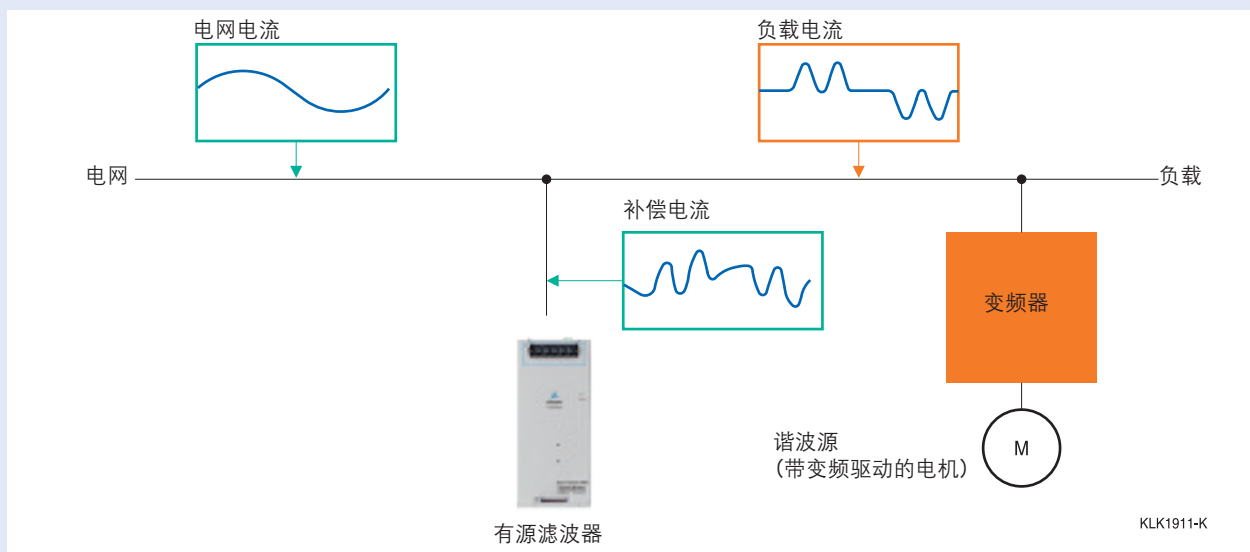 电网电流
负载电流
电网
负载
补偿电流
变频器
谐波源
(带变频驱动的电机)
M
有源滤波器
KLK1911-K